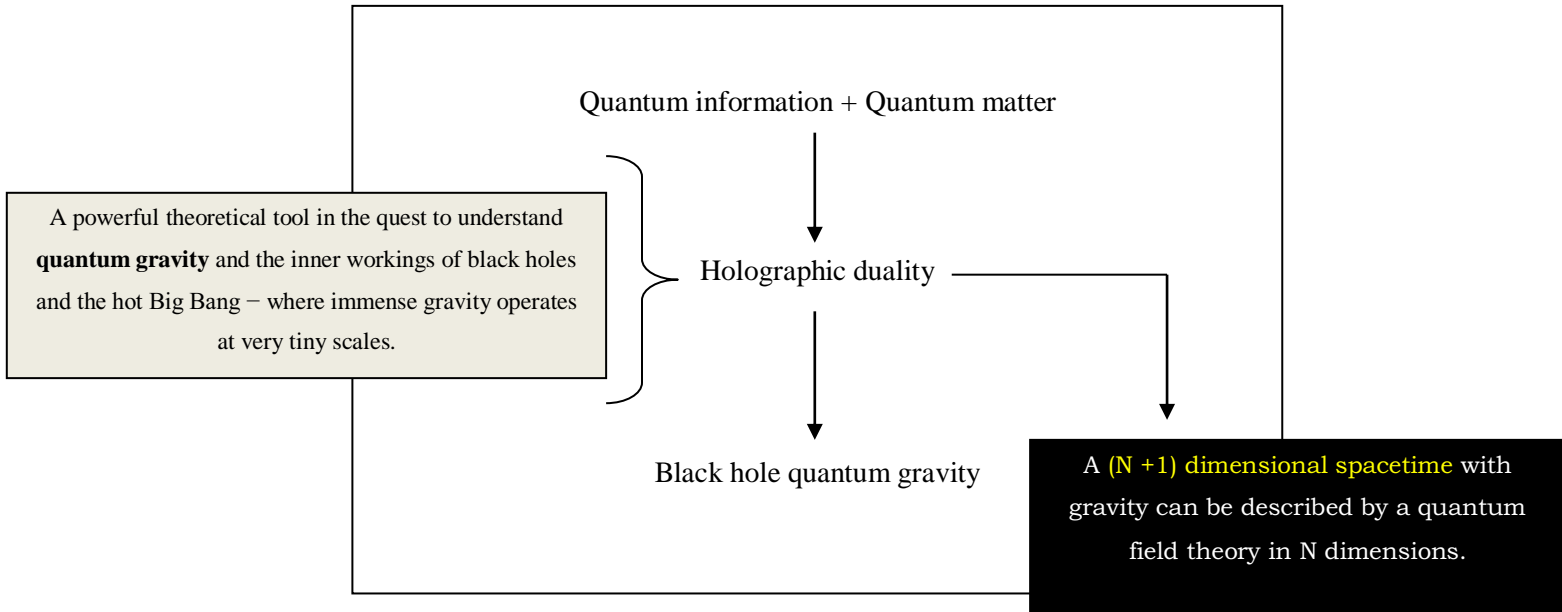 Quantum information + Quantum matter
A powerful theoretical tool in the quest to understand
quantum gravity and the inner workings of black holes
and the hot Big Bang − where immense gravity operates
at very tiny scales.
Holographic duality
Black hole quantum gravity
A (N +1) dimensional spacetime with
gravity can be described by a quantum
field theory in N dimensions.